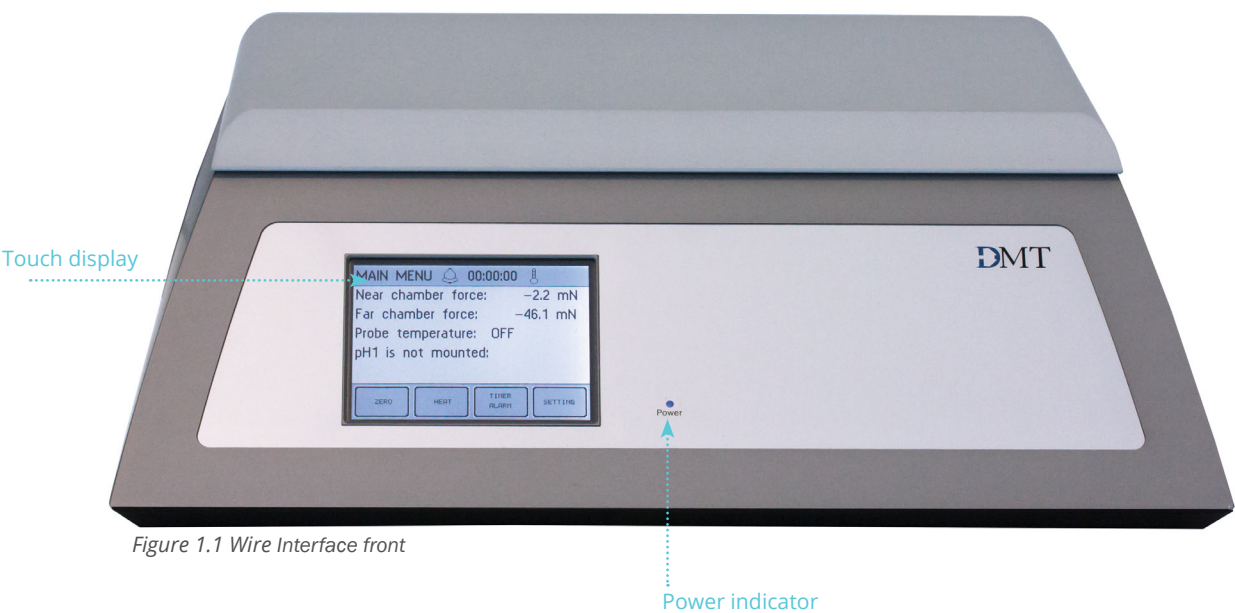 DMT
Touch display
MAIN MENU 00:00:00
Near chamber force: −2.2 mN
Far chamber force: −46.1 mN
Probe temperature: OFF
pH1 is not mounted:
ZERO HEAT TIMER ALARM SETTING
Power
Figure 1.1 Wire Interface front
Power indicator